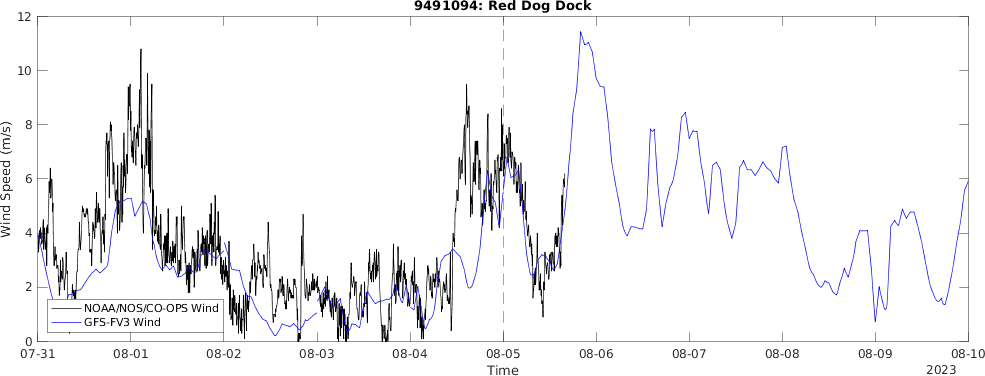 9491094: Red Dog Dock
12
10
8
6
4
2
0
Wind Speed (m/s)
NOAA/NOS/CO-OPS Wind
GFS-FV3 Wind
07-31 08-01 08-02 08-03 08-04 08-05 08-06 08-07 08-08 08-09 08-10
Time
2023